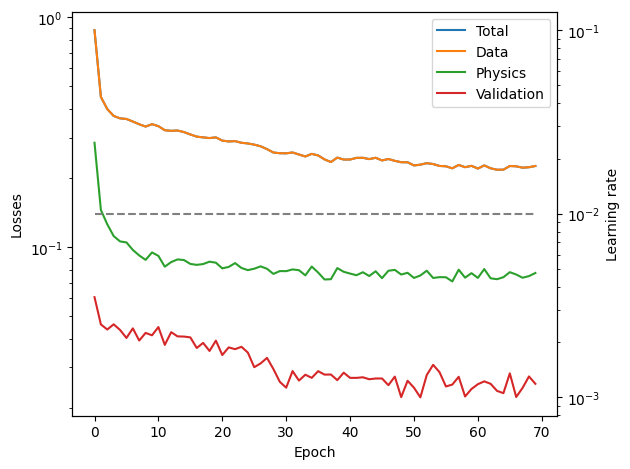 Total
Data
Physics
Validation
Losses
10⁰
10⁻¹
10⁻¹
10⁻²
10⁻³
Learning rate
0 10 20 30 40 50 60 70
Epoch